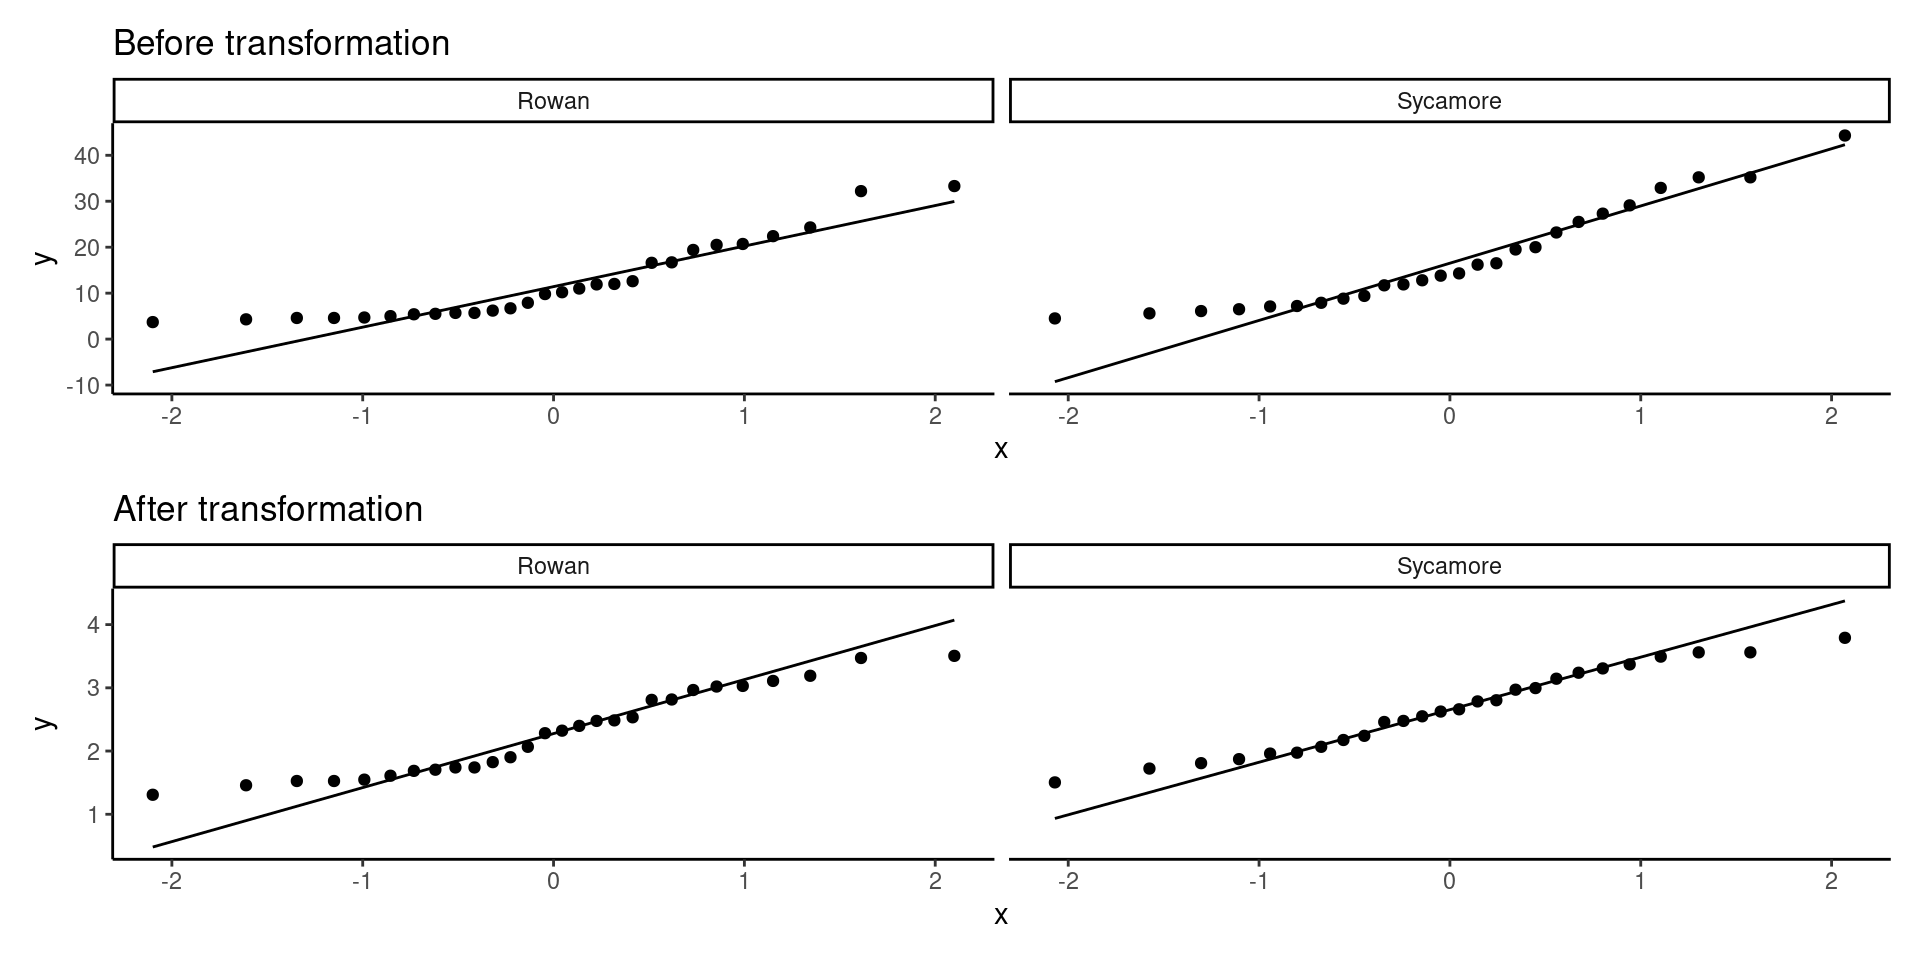 Before transformation
Rowan Sycamore
40
30
20
10
0
-10
y
-2 -1 0 1 2 -2 -1 0 1 2
x
After transformation
Rowan Sycamore
4
3
2
1
y
-2 -1 0 1 2 -2 -1 0 1 2
x